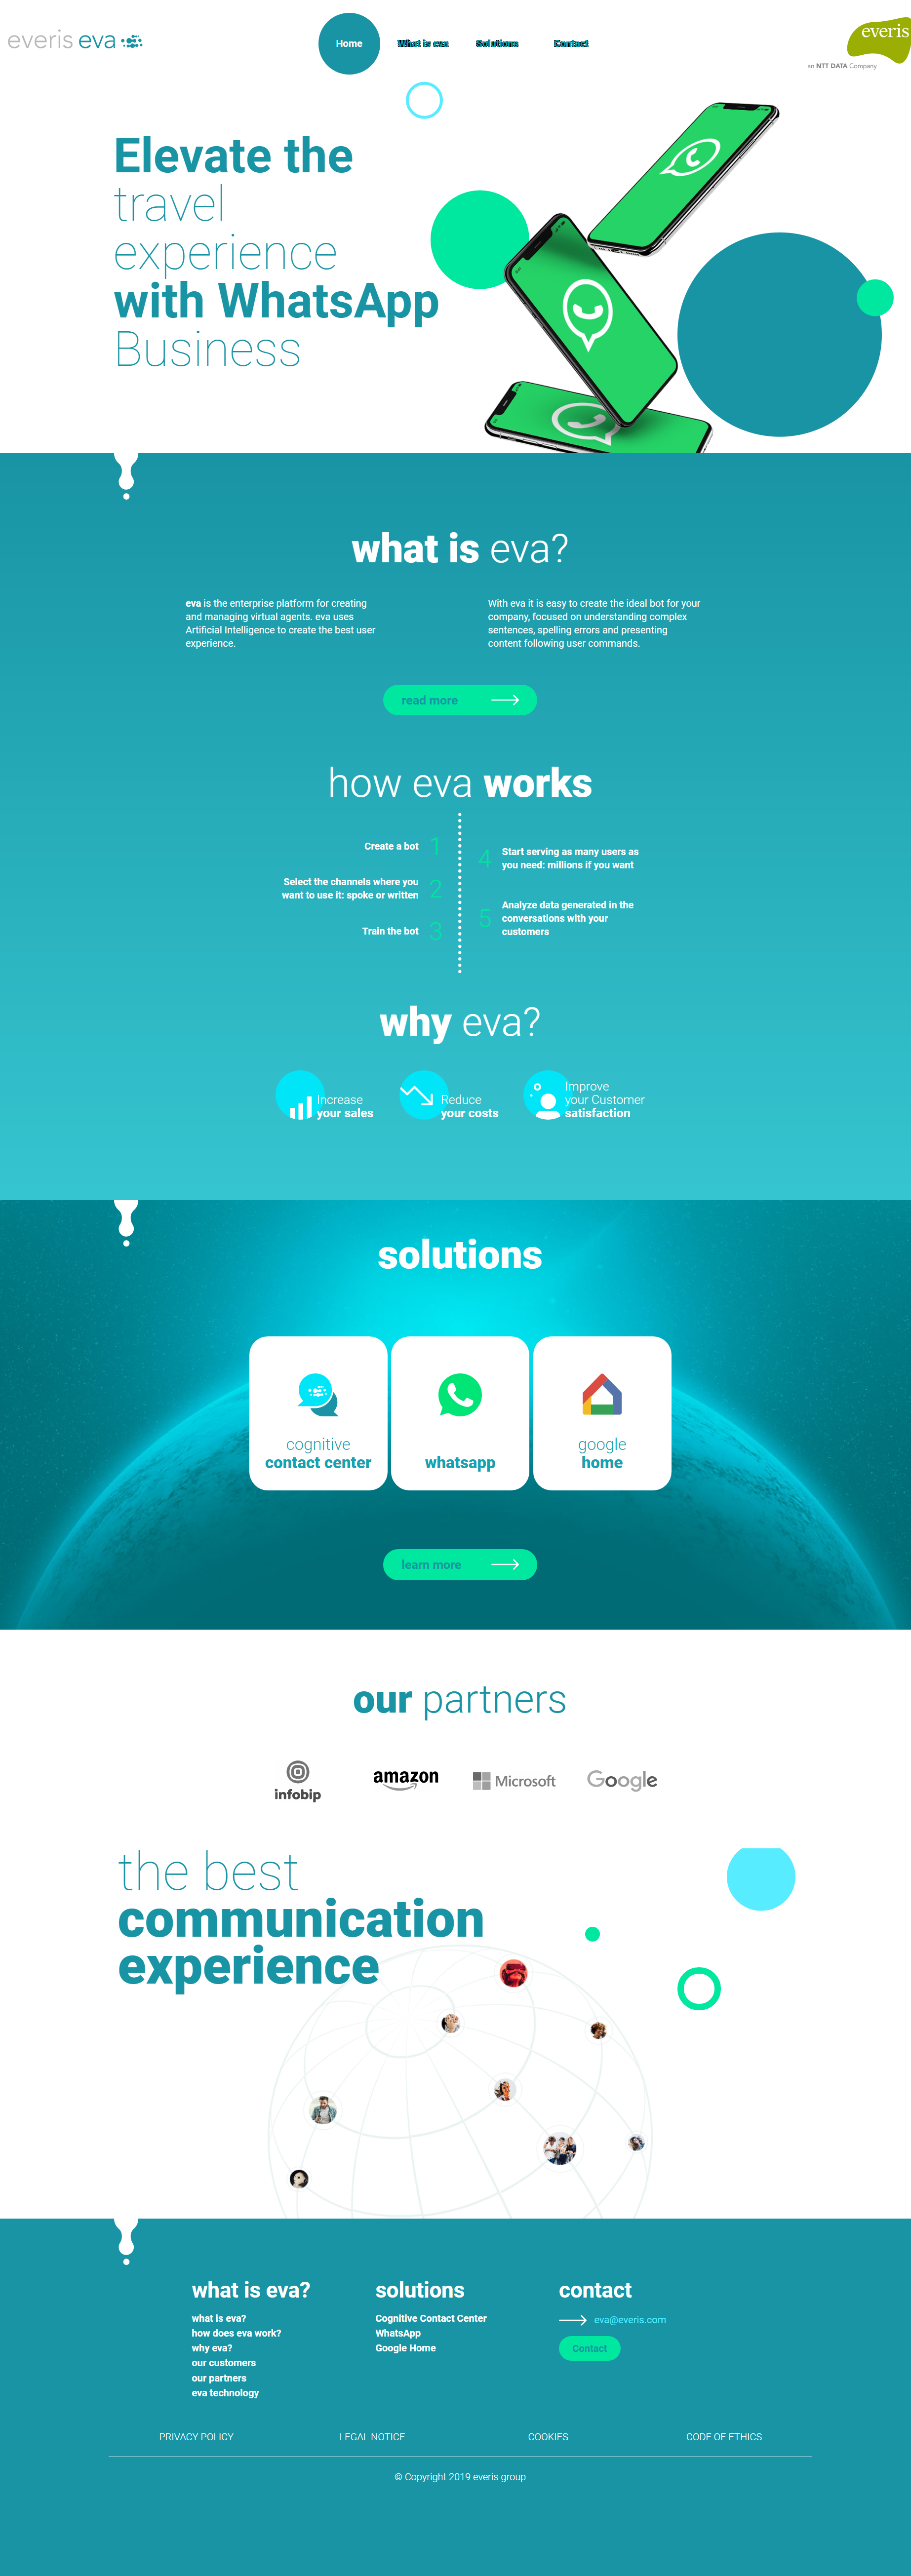 everis eva
Home
What is eva
Solutions
Contact
everis
an NTT DATA Company
Elevate the
travel
experience
with WhatsApp
Business
what is eva?
eva is the enterprise platform for creating
and managing virtual agents. eva uses
Artificial Intelligence to create the best user
experience.
With eva it is easy to create the ideal bot for your
company, focused on understanding complex
sentences, spelling errors and presenting
content following user commands.
read more
how eva works
Create a bot 1
Select the channels where you
want to use it: spoke or written
2
Train the bot 3
4
Start serving as many users as
you need: millions if you want
5
Analyze data generated in the
conversations with your
customers
why eva?
Increase
your sales
Reduce
your costs
Improve
your Customer
satisfaction
solutions
cognitive
contact center
whatsapp
google
home
learn more
our partners
infobip
amazon
Microsoft
Google
the best
communication
experience
what is eva?
what is eva?
how does eva work?
why eva?
our customers
our partners
eva technology
solutions
Cognitive Contact Center
WhatsApp
Google Home
contact
eva@everis.com
Contact
PRIVACY POLICY
LEGAL NOTICE
COOKIES
CODE OF ETHICS
© Copyright 2019 everis group